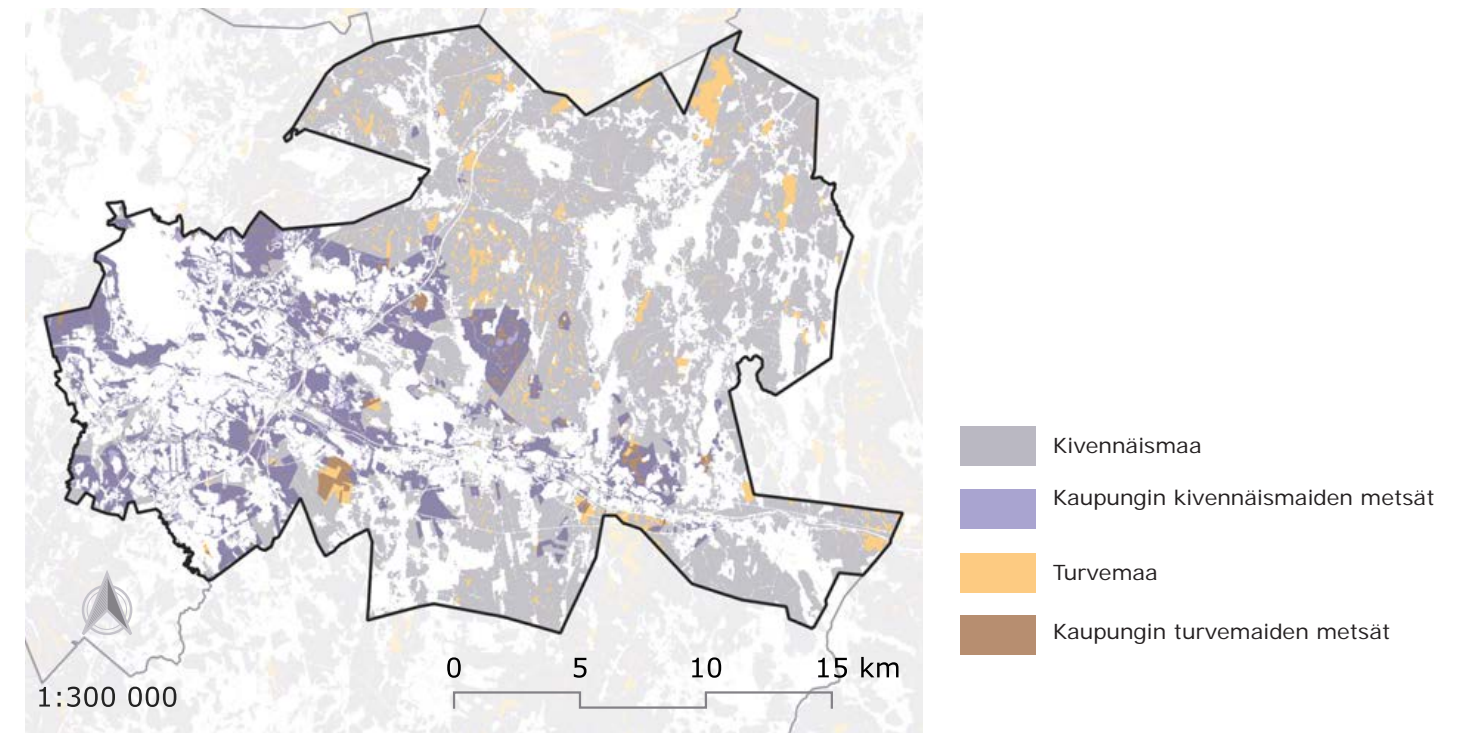 Kivennäismaa
Kaupungin kivennäismaiden metsät
Turvemaa
Kaupungin turvemaiden metsät
0 5 10 15 km
1:300 000